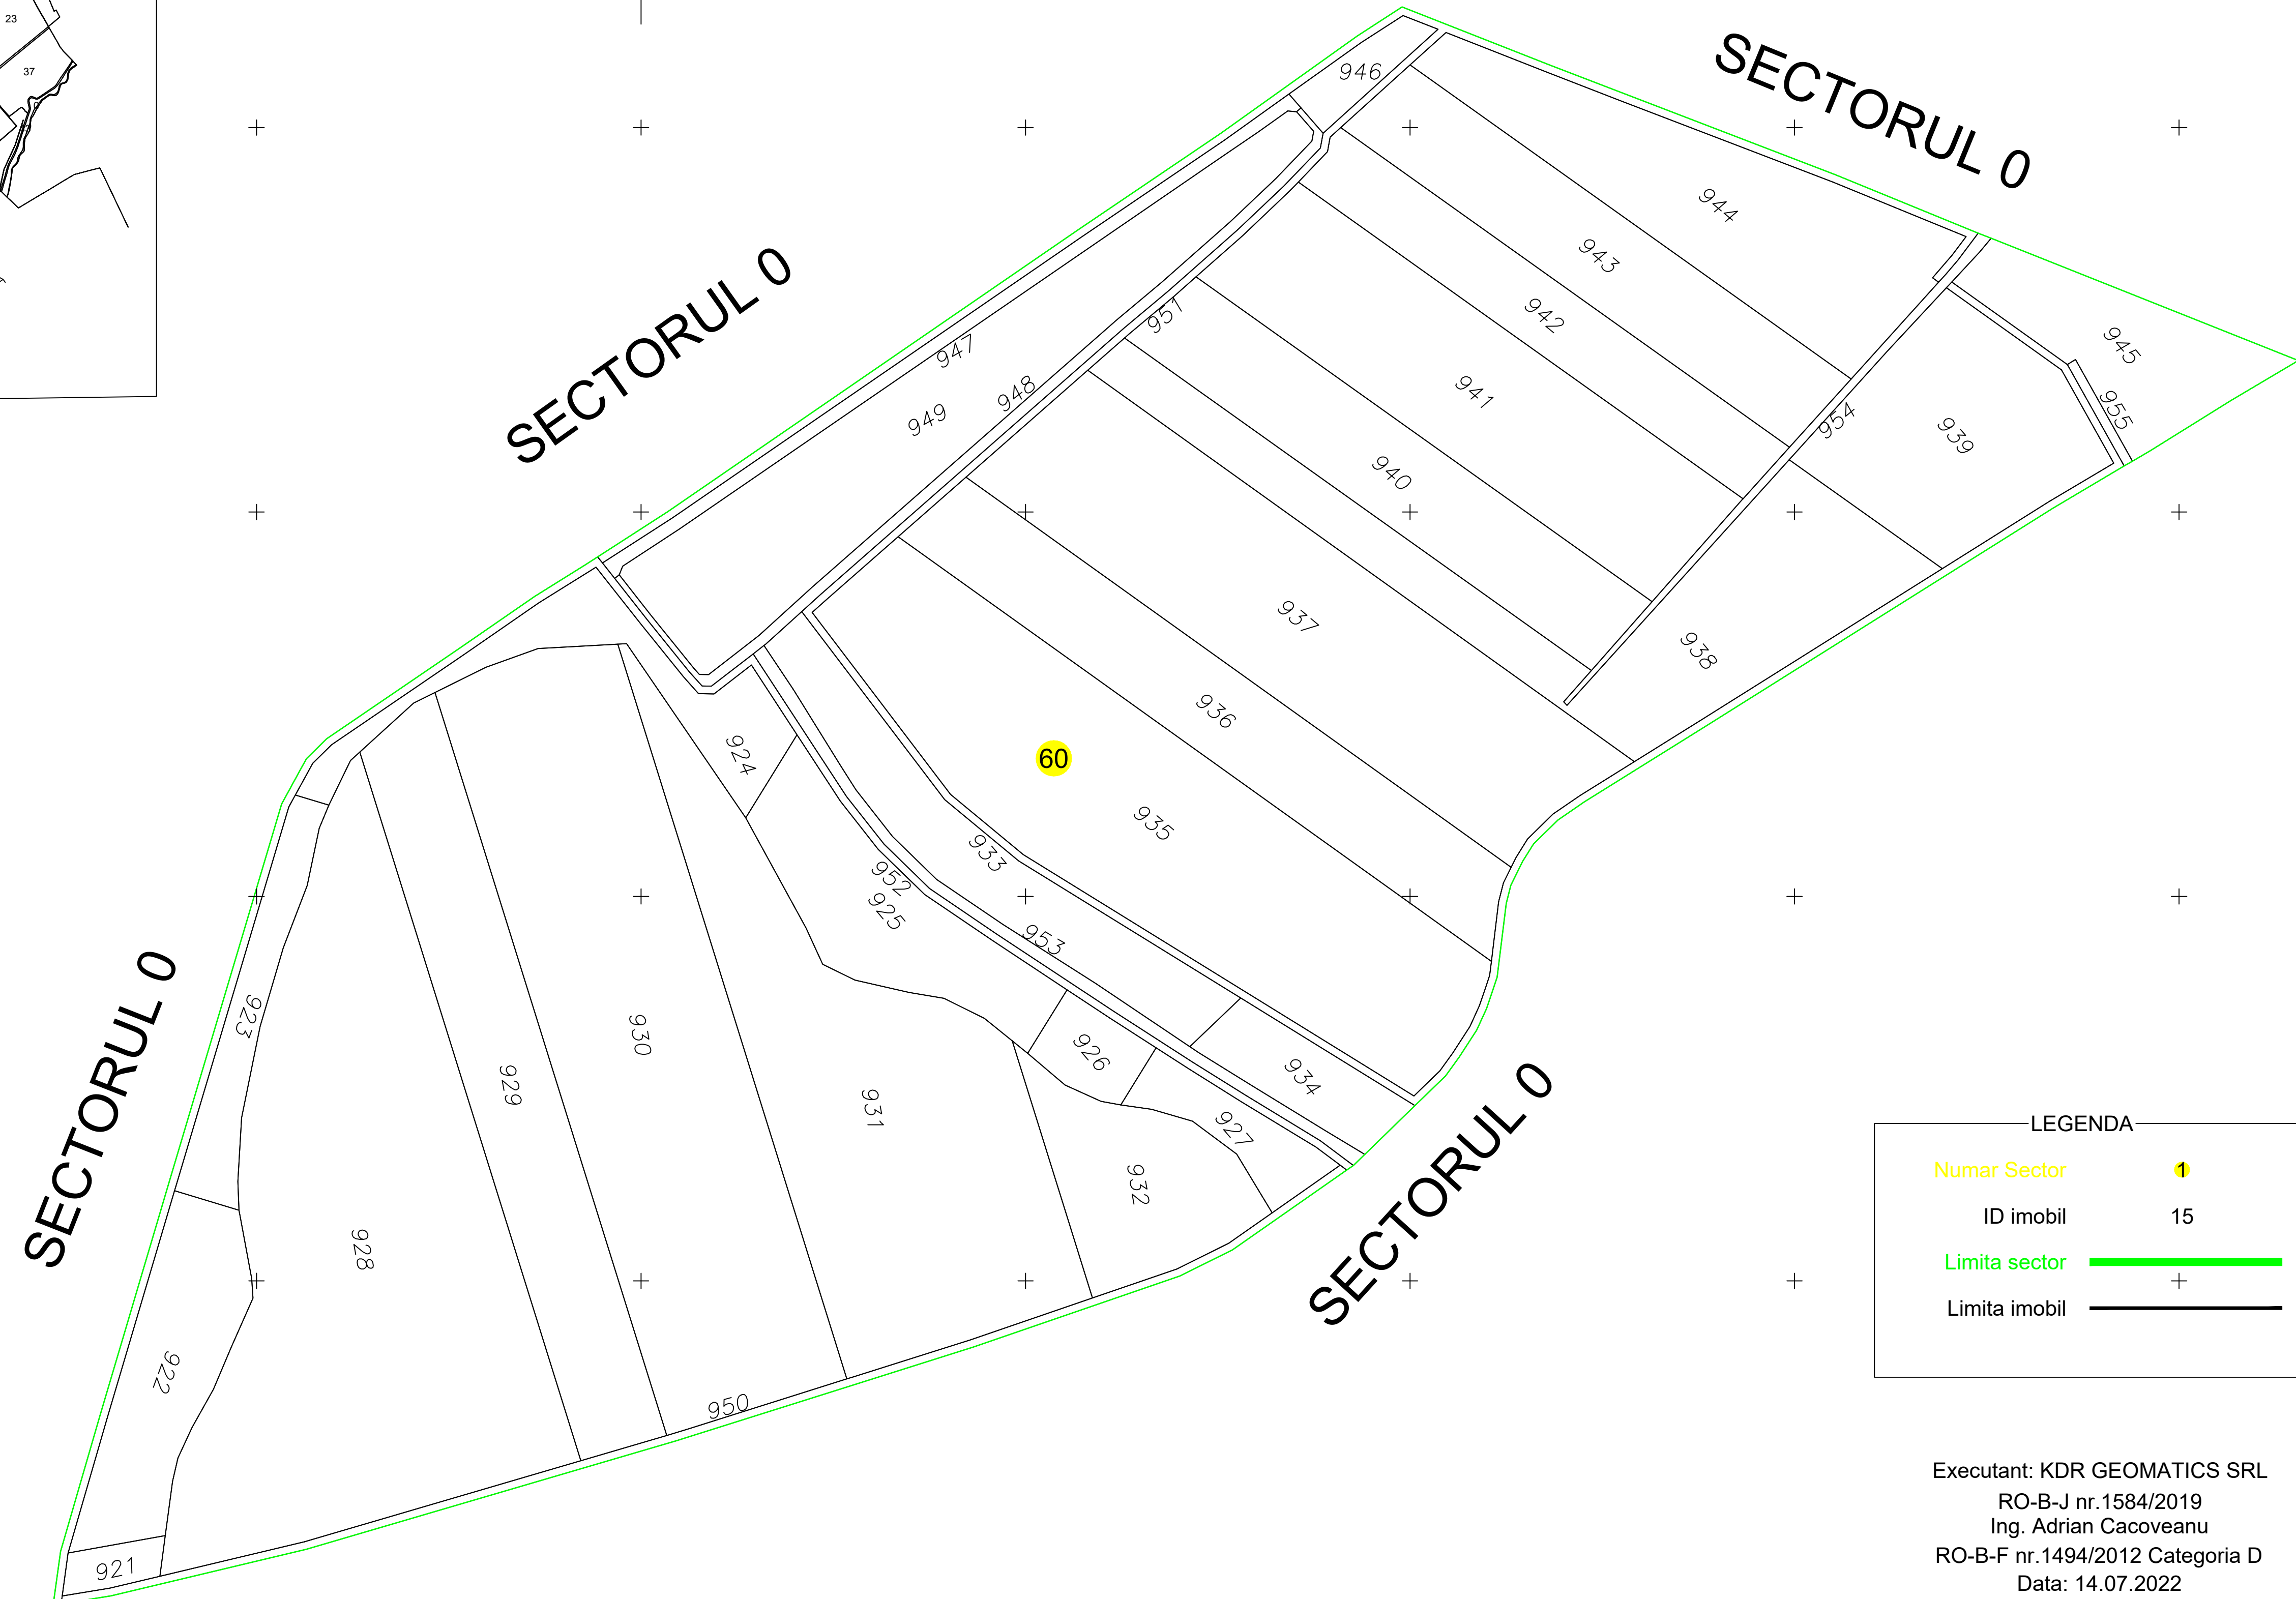 23
37
SECTORUL 0
946
944
943
942
945
957
947
941
948
949
954
955
939
SECTORUL 0
940
937
938
936
924
60
935
933
952
925
953
SECTORUL 0
923
930
926
934
929
931
927
932
928
SECTORUL 0
922
950
921
LEGENDA
Numar Sector 1
ID imobil 15
Limita sector
Limita imobil
Executant: KDR GEOMATICS SRL
RO-B-J nr.1584/2019
Ing. Adrian Cacoveanu
RO-B-F nr.1494/2012 Categoria D
Data: 14.07.2022